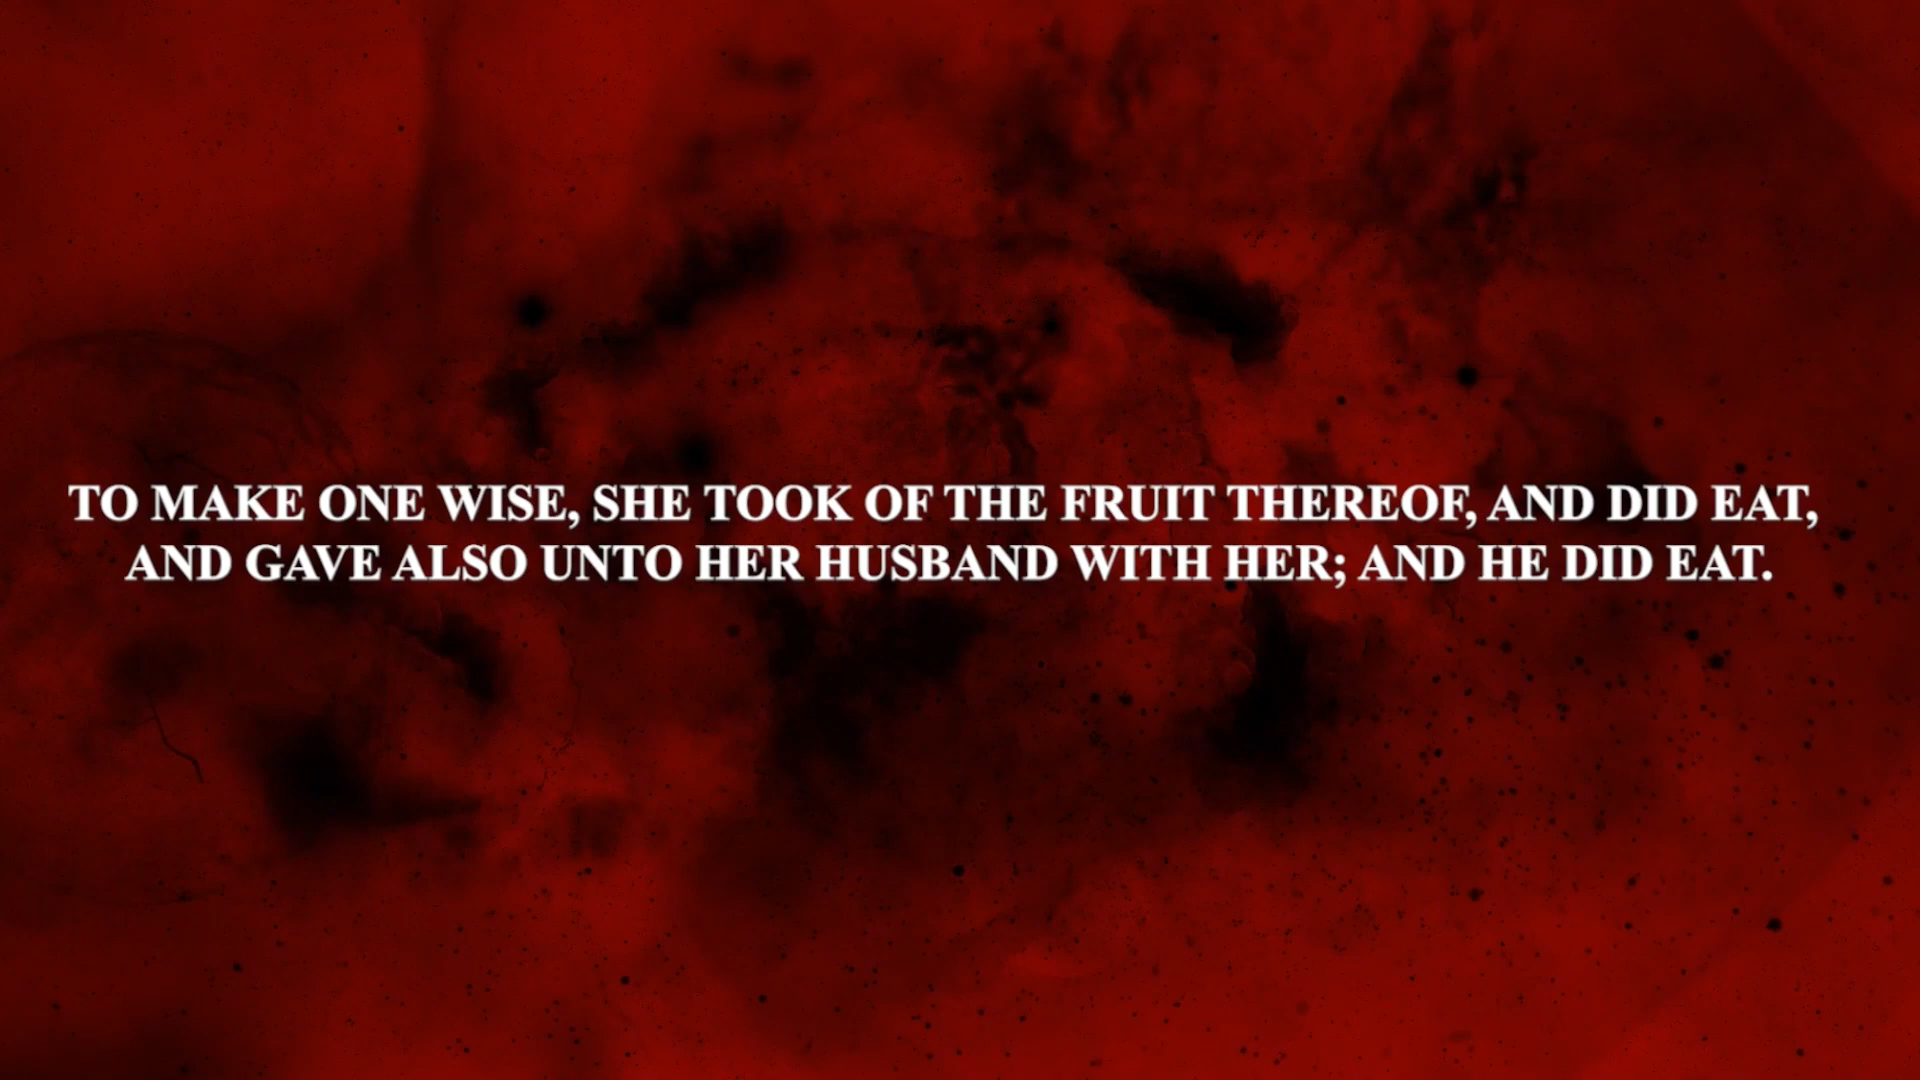 TO MAKE ONE WISE, SHE TOOK OF THE FRUIT THEREOF, AND DID EAT,
AND GAVE ALSO UNTO HER HUSBAND WITH HER; AND HE DID EAT.